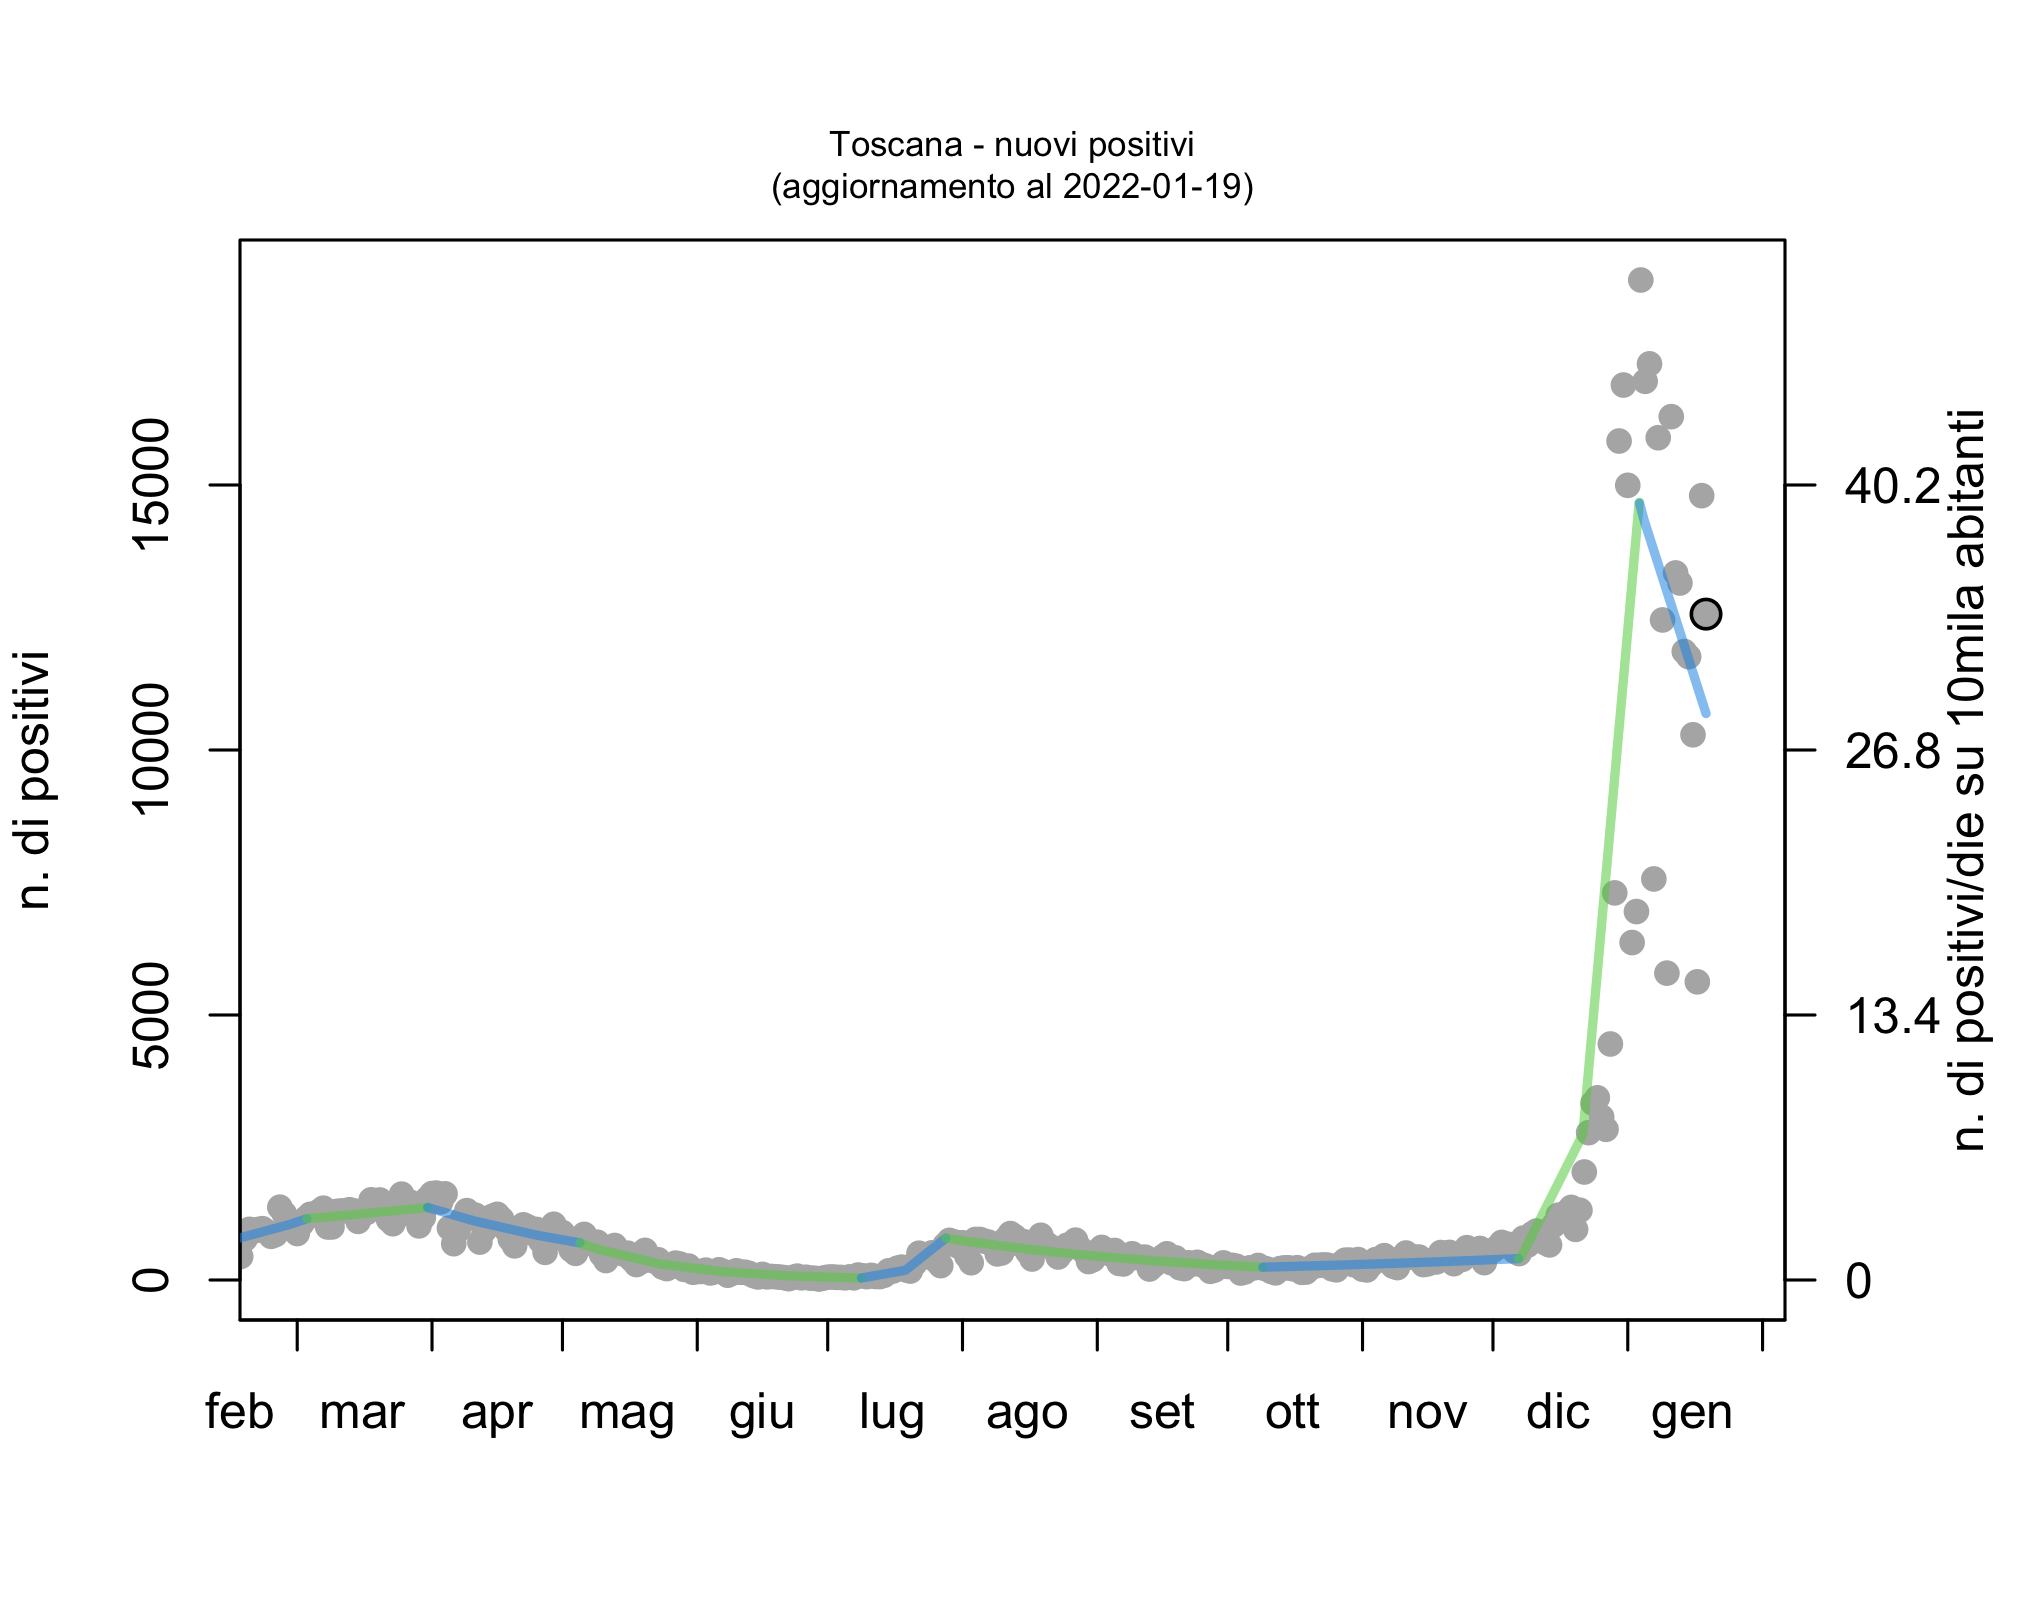 Toscana - nuovi positivi
(aggiornamento al 2022-01-19)
n. di positivi
15000
10000
5000
0
40.2
26.8
13.4
0
n. di positivi/die su 10mila abitanti
feb mar apr mag giu lug ago set ott nov dic gen